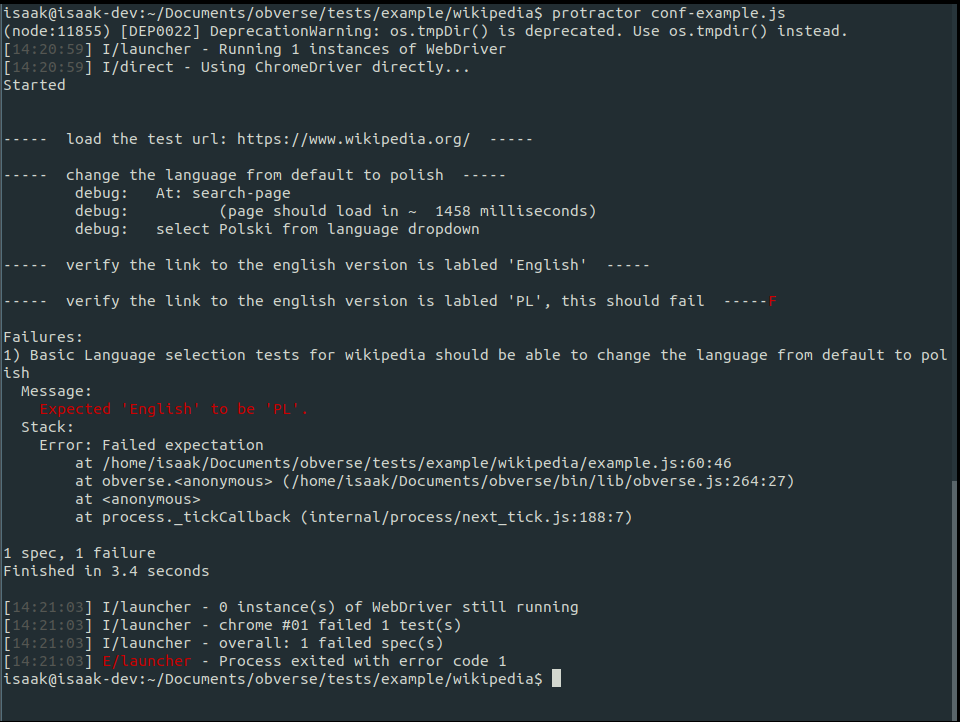 isaak@isaak-dev:~/Documents/obverse/tests/example/wikipedia$ protractor conf-example.js
(node:11855) [DEP0022] DeprecationWarning: os.tmpDir() is deprecated. Use os.tmpdir() instead.
[14:20:59] I/launcher - Running 1 instances of WebDriver
[14:20:59] I/direct - Using ChromeDriver directly...
Started
-----  load the test url: https://www.wikipedia.org/  -----
-----  change the language from default to polish  -----
        debug:   At: search-page
        debug:          (page should load in ~  1458 milliseconds)
        debug:   select Polski from language dropdown
-----  verify the link to the english version is labled 'English'  -----
-----  verify the link to the english version is labled 'PL', this should fail  -----F
Failures:
1) Basic Language selection tests for wikipedia should be able to change the language from default to pol
ish
  Message:
    Expected 'English' to be 'PL'.
  Stack:
    Error: Failed expectation
        at /home/isaak/Documents/obverse/tests/example/wikipedia/example.js:60:46
        at obverse.<anonymous> (/home/isaak/Documents/obverse/bin/lib/obverse.js:264:27)
        at <anonymous>
        at process._tickCallback (internal/process/next_tick.js:188:7)
1 spec, 1 failure
Finished in 3.4 seconds
[14:21:03] I/launcher - 0 instance(s) of WebDriver still running
[14:21:03] I/launcher - chrome #01 failed 1 test(s)
[14:21:03] I/launcher - overall: 1 failed spec(s)
[14:21:03] E/launcher - Process exited with error code 1
isaak@isaak-dev:~/Documents/obverse/tests/example/wikipedia$